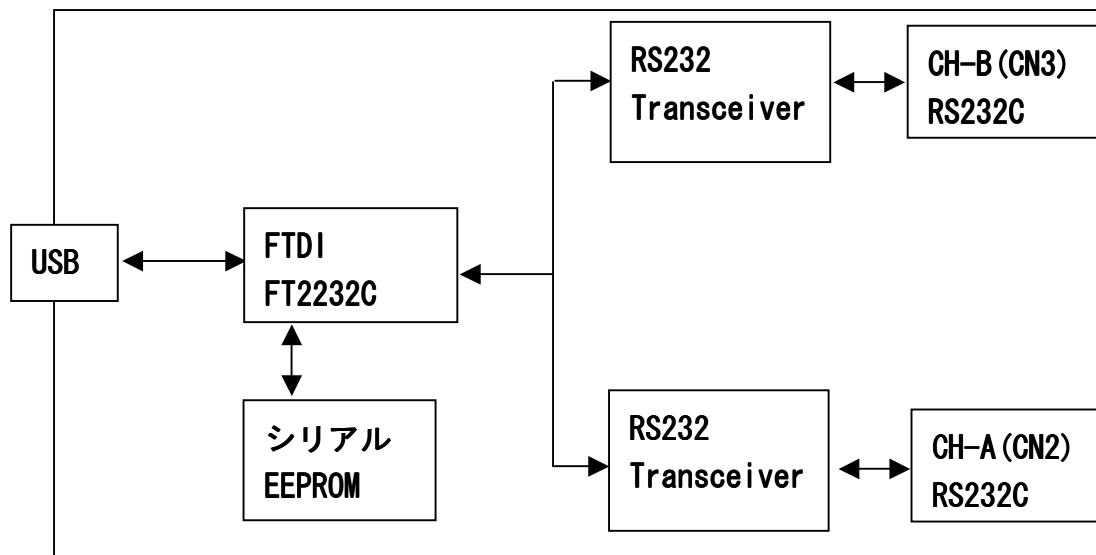 RS232
Transceiver
CH-B(CN3)
RS232C
USB
FTDI
FT2232C
シリアル
EEPROM
RS232
Transceiver
CH-A(CN2)
RS232C